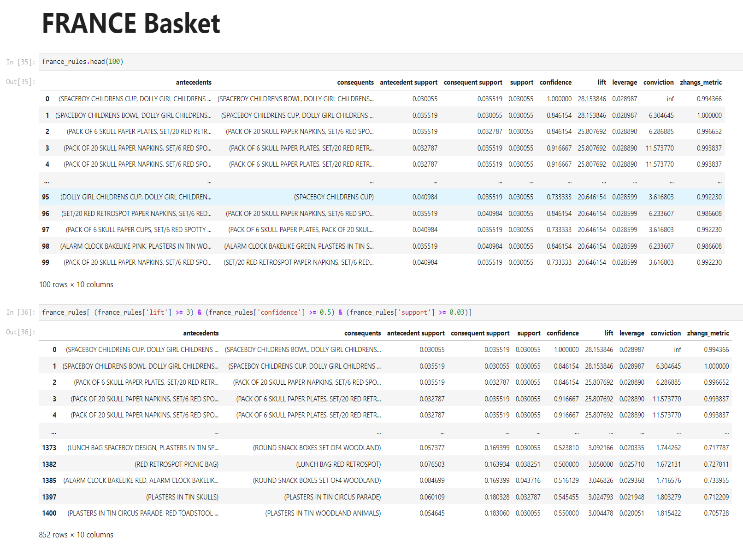 FRANCE Basket
In [35]: france_rules.head(100)
Out[35]:
antecedents consequents antecedent support consequent support support confidence lift leverage conviction zhangs_metric
0 (SPACEBOY CHILDRENS CUP, DOLLY GIRL CHILDRENS ... (SPACEBOY CHILDRENS BOWL, DOLLY GIRL CHILDRENS... 0.030055 0.035519 0.030055 1.000000 28.153846 0.028987 inf 0.994366
1 (SPACEBOY CHILDRENS BOWL, DOLLY GIRL CHILDRENS... (SPACEBOY CHILDRENS CUP, DOLLY GIRL CHILDRENS ... 0.035519 0.030055 0.030055 0.846154 28.153846 0.028987 6.304645 1.000000
2 (PACK OF 6 SKULL PAPER PLATES, SET/20 RED RETR... (PACK OF 20 SKULL PAPER NAPKINS, SET/6 RED SPO... 0.035519 0.032787 0.030055 0.846154 25.807692 0.028890 6.286885 0.996652
3 (PACK OF 20 SKULL PAPER NAPKINS, SET/6 RED SPO... (PACK OF 6 SKULL PAPER PLATES, SET/20 RED RETR... 0.032787 0.035519 0.030055 0.916667 25.807692 0.028890 11.573770 0.993837
4 (PACK OF 20 SKULL PAPER NAPKINS, SET/6 RED SPO... (PACK OF 6 SKULL PAPER PLATES, SET/20 RED RETR... 0.032787 0.035519 0.030055 0.916667 25.807692 0.028890 11.573770 0.993837
... ... ... ... ... ... ... ... ... ... ...
95 (DOLLY GIRL CHILDRENS CUP, DOLLY GIRL CHILDREN... (SPACEBOY CHILDRENS CUP) 0.040984 0.035519 0.030055 0.733333 20.646154 0.028599 3.616803 0.992230
96 (SET/20 RED RETROSPOT PAPER NAPKINS, SET/6 RED... (PACK OF 20 SKULL PAPER NAPKINS, SET/6 RED SPO... 0.035519 0.040984 0.030055 0.846154 20.646154 0.028599 6.233607 0.986608
97 (PACK OF 6 SKULL PAPER CUPS, SET/6 RED SPOTTY ... (PACK OF 6 SKULL PAPER PLATES, PACK OF 20 SKUL... 0.040984 0.035519 0.030055 0.733333 20.646154 0.028599 3.616803 0.992230
98 (ALARM CLOCK BAKELIKE PINK, PLASTERS IN TIN WO... (ALARM CLOCK BAKELIKE GREEN, PLASTERS IN TIN S... 0.035519 0.040984 0.030055 0.846154 20.646154 0.028599 6.233607 0.986608
99 (PACK OF 20 SKULL PAPER NAPKINS, SET/6 RED SPO... (SET/20 RED RETROSPOT PAPER NAPKINS, SET/6 RED... 0.040984 0.035519 0.030055 0.733333 20.646154 0.028599 3.616803 0.992230
100 rows × 10 columns
In [36]: france_rules[ (france_rules['lift'] >= 3) & (france_rules['confidence'] >= 0.5) & (france_rules['support'] >= 0.03)]
Out[36]:
antecedents consequents antecedent support consequent support support confidence lift leverage conviction zhangs_metric
0 (SPACEBOY CHILDRENS CUP, DOLLY GIRL CHILDRENS ... (SPACEBOY CHILDRENS BOWL, DOLLY GIRL CHILDRENS... 0.030055 0.035519 0.030055 1.000000 28.153846 0.028987 inf 0.994366
1 (SPACEBOY CHILDRENS BOWL, DOLLY GIRL CHILDRENS... (SPACEBOY CHILDRENS CUP, DOLLY GIRL CHILDRENS ... 0.035519 0.030055 0.030055 0.846154 28.153846 0.028987 6.304645 1.000000
2 (PACK OF 6 SKULL PAPER PLATES, SET/20 RED RETR... (PACK OF 20 SKULL PAPER NAPKINS, SET/6 RED SPO... 0.035519 0.032787 0.030055 0.846154 25.807692 0.028890 6.286885 0.996652
3 (PACK OF 20 SKULL PAPER NAPKINS, SET/6 RED SPO... (PACK OF 6 SKULL PAPER PLATES, SET/20 RED RETR... 0.032787 0.035519 0.030055 0.916667 25.807692 0.028890 11.573770 0.993837
4 (PACK OF 20 SKULL PAPER NAPKINS, SET/6 RED SPO... (PACK OF 6 SKULL PAPER PLATES, SET/20 RED RETR... 0.032787 0.035519 0.030055 0.916667 25.807692 0.028890 11.573770 0.993837
... ... ... ... ... ... ... ... ... ... ...
1373 (LUNCH BAG SPACEBOY DESIGN, PLASTERS IN TIN SP... (ROUND SNACK BOXES SET OF4 WOODLAND) 0.057377 0.169399 0.030055 0.523810 3.092166 0.020335 1.744262 0.717787
1382 (RED RETROSPOT PICNIC BAG) (LUNCH BAG RED RETROSPOT) 0.076503 0.163934 0.038251 0.500000 3.050000 0.025710 1.672131 0.727811
1385 (ALARM CLOCK BAKELIKE RED, ALARM CLOCK BAKELIK... (ROUND SNACK BOXES SET OF4 WOODLAND) 0.084699 0.169399 0.043716 0.516129 3.046826 0.029368 1.716576 0.733955
1397 (PLASTERS IN TIN SKULLS) (PLASTERS IN TIN CIRCUS PARADE) 0.060109 0.180328 0.032787 0.545455 3.024793 0.021948 1.803279 0.712209
1400 (PLASTERS IN TIN CIRCUS PARADE, RED TOADSTOOL ... (PLASTERS IN TIN WOODLAND ANIMALS) 0.054645 0.183060 0.030055 0.550000 3.004478 0.020051 1.815422 0.705728
852 rows × 10 columns